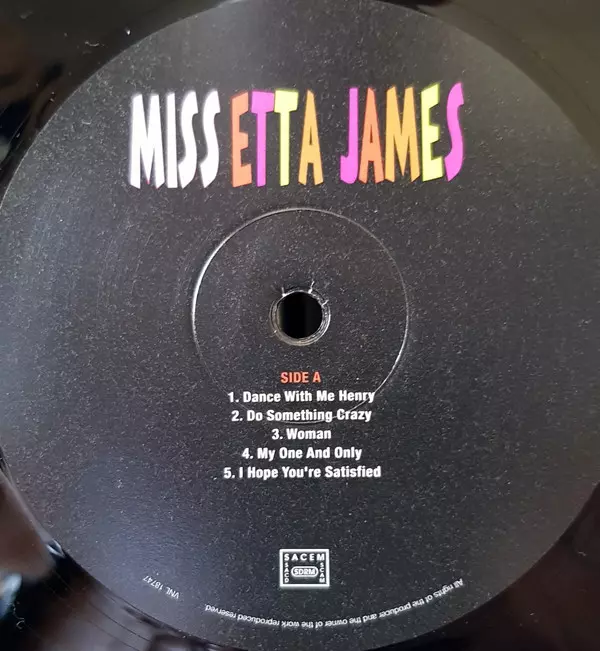 MISS ETTA JAMES
SIDE A
1. Dance With Me Henry
2. Do Something Crazy
3. Woman
4. My One And Only
5. I Hope You're Satisfied
SACEM
SACD
SDRM
SCAM
VNL 18747
All rights of the producer and the owner of the work reproduced reserved